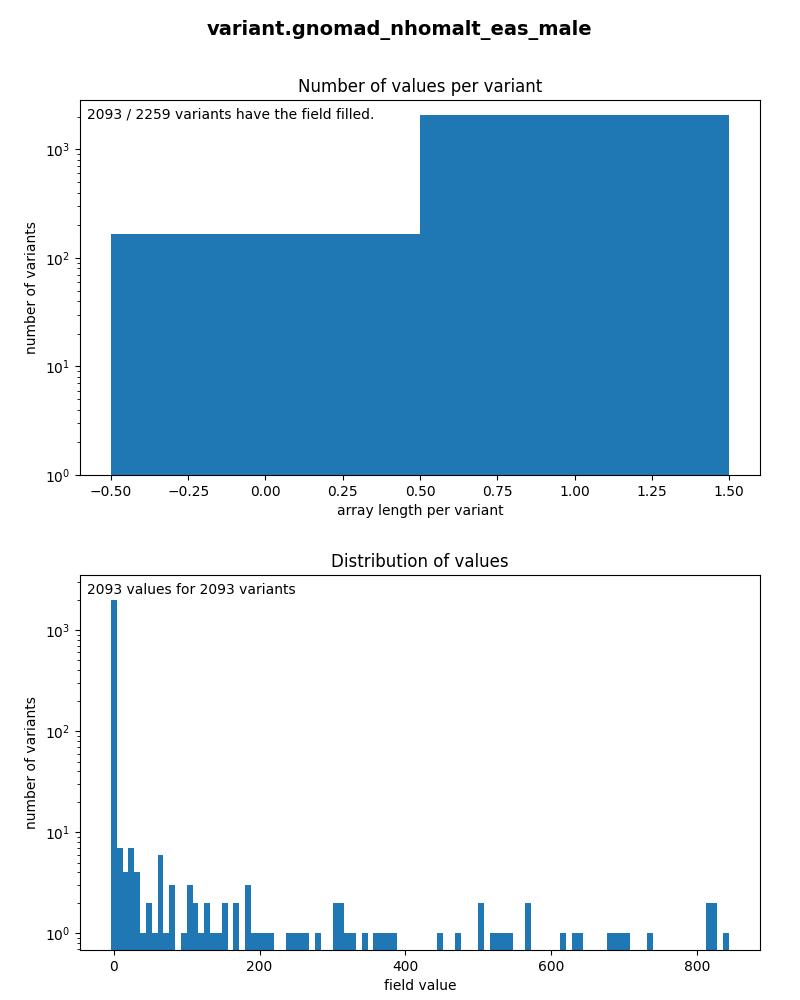 variant.gnomad_nhomalt_eas_male
Number of values per variant
2093 / 2259 variants have the field filled.
number of variants
10³
10²
10¹
10⁰
−0.50 −0.25 0.00 0.25 0.50 0.75 1.00 1.25 1.50
array length per variant
Distribution of values
2093 values for 2093 variants
number of variants
10³
10²
10¹
10⁰
0 200 400 600 800
field value